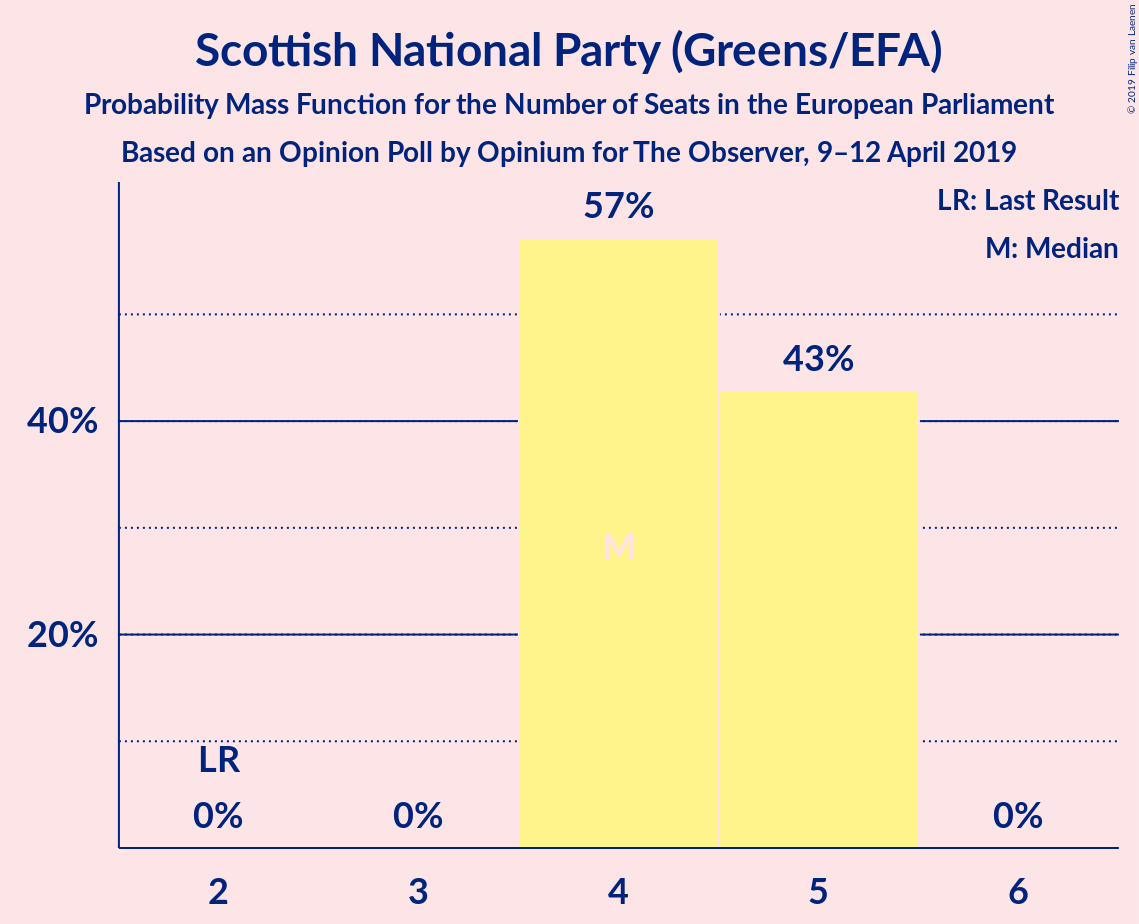 Scottish National Party (Greens/EFA)
Probability Mass Function for the Number of Seats in the European Parliament
Based on an Opinion Poll by Opinium for The Observer, 9–12 April 2019
© 2019 Filip van Laenen
LR: Last Result
M: Median
57%
43%
40%
M
20%
LR
0%
0%
0%
2
3
4
5
6